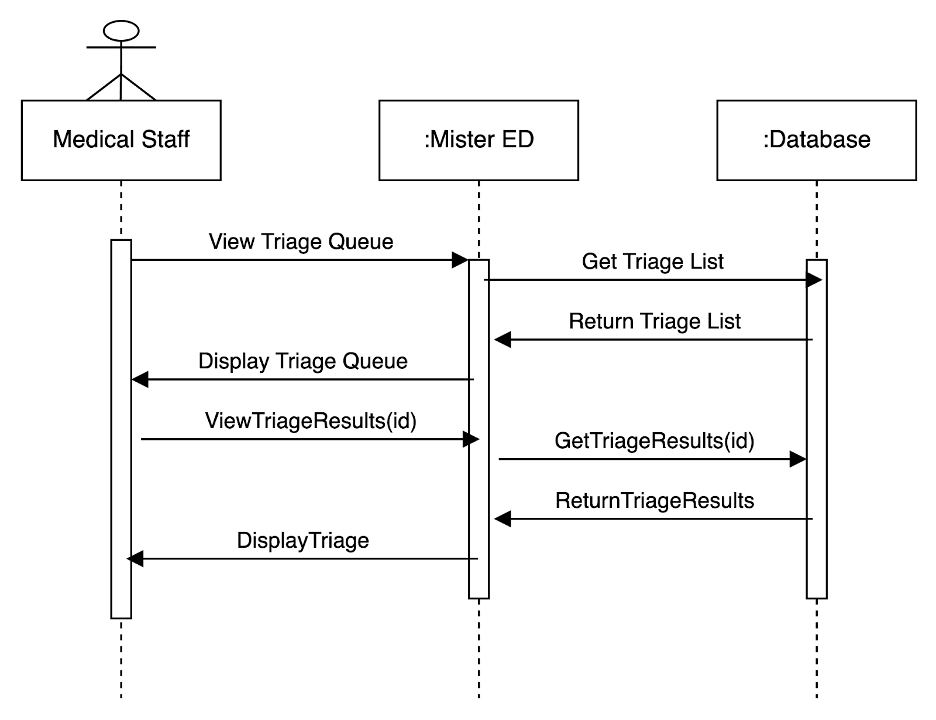 Medical Staff
:Mister ED
:Database
View Triage Queue
Get Triage List
Return Triage List
Display Triage Queue
ViewTriageResults(id)
GetTriageResults(id)
ReturnTriageResults
DisplayTriage